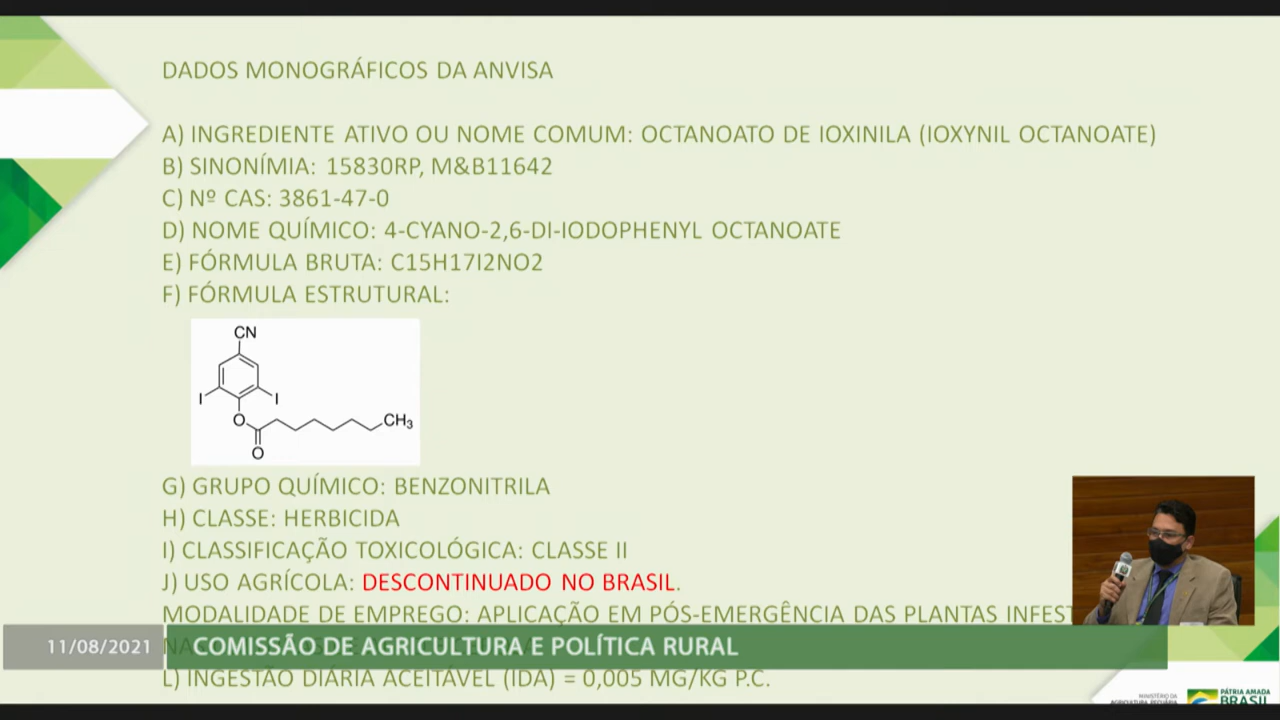 DADOS MONOGRÁFICOS DA ANVISA
A) INGREDIENTE ATIVO OU NOME COMUM: OCTANOATO DE IOXINILA (IOXYNIL OCTANOATE)
B) SINONÍMIA: 15830RP, M&B11642
C) Nº CAS: 3861-47-0
D) NOME QUÍMICO: 4-CYANO-2,6-DI-IODOPHENYL OCTANOATE
E) FÓRMULA BRUTA: C15H17I2NO2
F) FÓRMULA ESTRUTURAL:
CN
I I
O CH3
O
G) GRUPO QUÍMICO: BENZONITRILA
H) CLASSE: HERBICIDA
I) CLASSIFICAÇÃO TOXICOLÓGICA: CLASSE II
J) USO AGRÍCOLA: DESCONTINUADO NO BRASIL.
MODALIDADE DE EMPREGO: APLICAÇÃO EM PÓS-EMERGÊNCIA DAS PLANTAS INFEST
11/08/2021 COMISSÃO DE AGRICULTURA E POLÍTICA RURAL
L) INGESTÃO DIÁRIA ACEITÁVEL (IDA) = 0,005 MG/KG P.C.
MINISTÉRIO DA
AGRICULTURA, PECUÁRIA
PÁTRIA AMADA
BRASIL